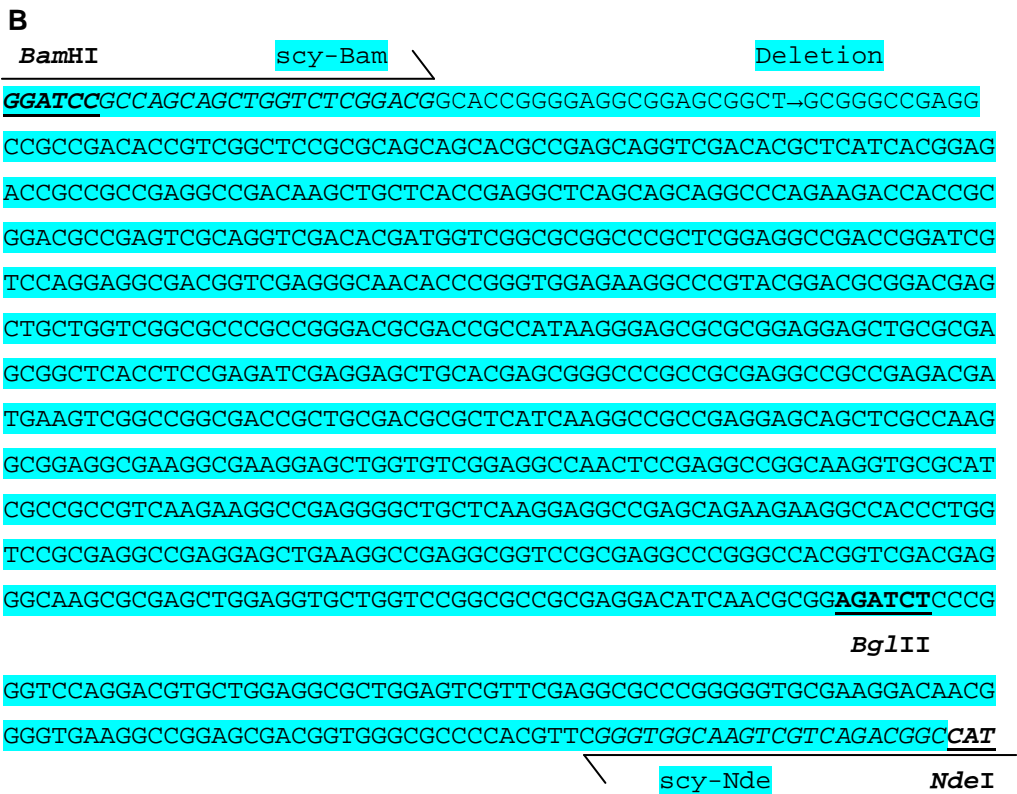 B
BamHI scy-Bam Deletion
GGATCCGCCAGCAGCTGGTCTCGGACGGCACCGGGGAGGCGGAGCGGCT→GCGGGCCGAGG
CCGCCGACACCGTCGGCTCCGCGCAGCAGCACGCCGAGCAGGTCGACACGCTCATCACGGAG
ACCGCCGCCGAGGCCGACAAGCTGCTCACCGAGGCTCAGCAGCAGGCCCAGAAGACCACCGC
GGACGCCGAGTCGCAGGTCGACACGATGGTCGGCGCGGCCCGCTCGGAGGCCGACCGGATCG
TCCAGGAGGCGACGGTCGAGGGCAACACCCGGGTGGAGAAGGCCCGTACGGACGCGGACGAG
CTGCTGGTCGGCGCCCGCCGGGACGCGACCGCCATAAGGGAGCGCGCGGAGGAGCTGCGCGA
GCGGCTCACCTCCGAGATCGAGGAGCTGCACGAGCGGGCCCGCCGCGAGGCCGCCGAGACGA
TGAAGTCGGCCGGCGACCGCTGCGACGCGCTCATCAAGGCCGCCGAGGAGCAGCTCGCCAAG
GCGGAGGCGAAGGCGAAGGAGCTGGTGTCGGAGGCCAACTCCGAGGCCGGCAAGGTGCGCAT
CGCCGCCGTCAAGAAGGCCGAGGGGCTGCTCAAGGAGGCCGAGCAGAAGAAGGCCACCCTGG
TCCGCGAGGCCGAGGAGCTGAAGGCCGAGGCGGTCCGCGAGGCCCGGGCCACGGTCGACGAG
GGCAAGCGCGAGCTGGAGGTGCTGGTCCGGCGCCGCGAGGACATCAACGCGGAGATCTCCCG
BglII
GGTCCAGGACGTGCTGGAGGCGCTGGAGTCGTTCGAGGCGCCCGGGGGTGCGAAGGACAACG
GGGTGAAGGCCGGAGCGACGGTGGGCGCCCCACGTTCGGGTGGCAAGTCGTCAGACGGCCAT
scy-Nde NdeI